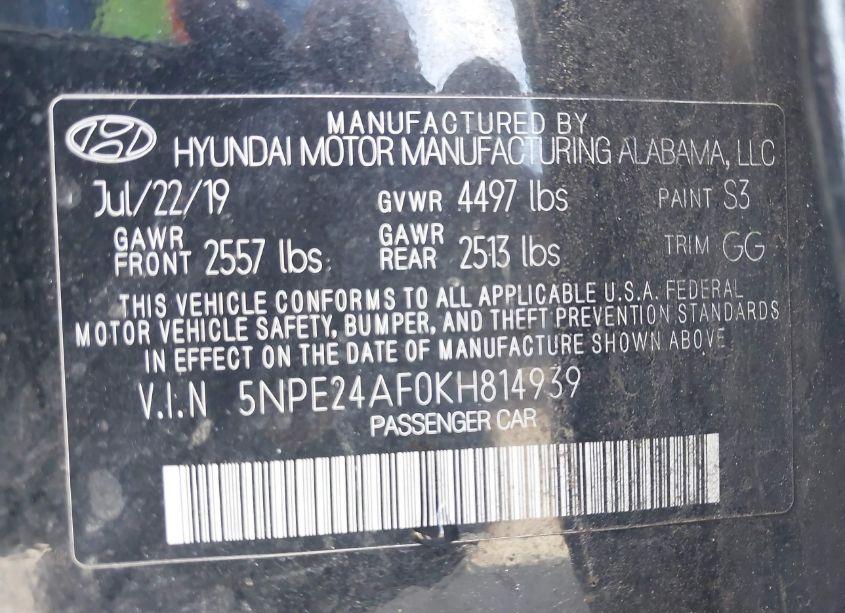 MANUFACTURED BY
HYUNDAI MOTOR MANUFACTURING ALABAMA, LLC
Jul/22/19 GVWR 4497 lbs PAINT S3
GAWR FRONT 2557 lbs GAWR REAR 2513 lbs TRIM GG
THIS VEHICLE CONFORMS TO ALL APPLICABLE U.S.A. FEDERAL
MOTOR VEHICLE SAFETY, BUMPER, AND THEFT PREVENTION STANDARDS
IN EFFECT ON THE DATE OF MANUFACTURE SHOWN ABOVE
V.I.N 5NPE24AF0KH814939
PASSENGER CAR